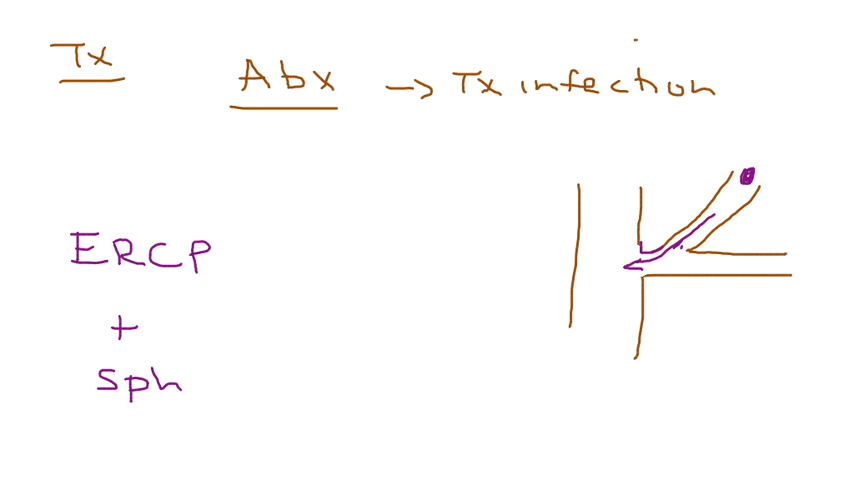 Tx
Abx → Tx infection
ERCP
+
Sph